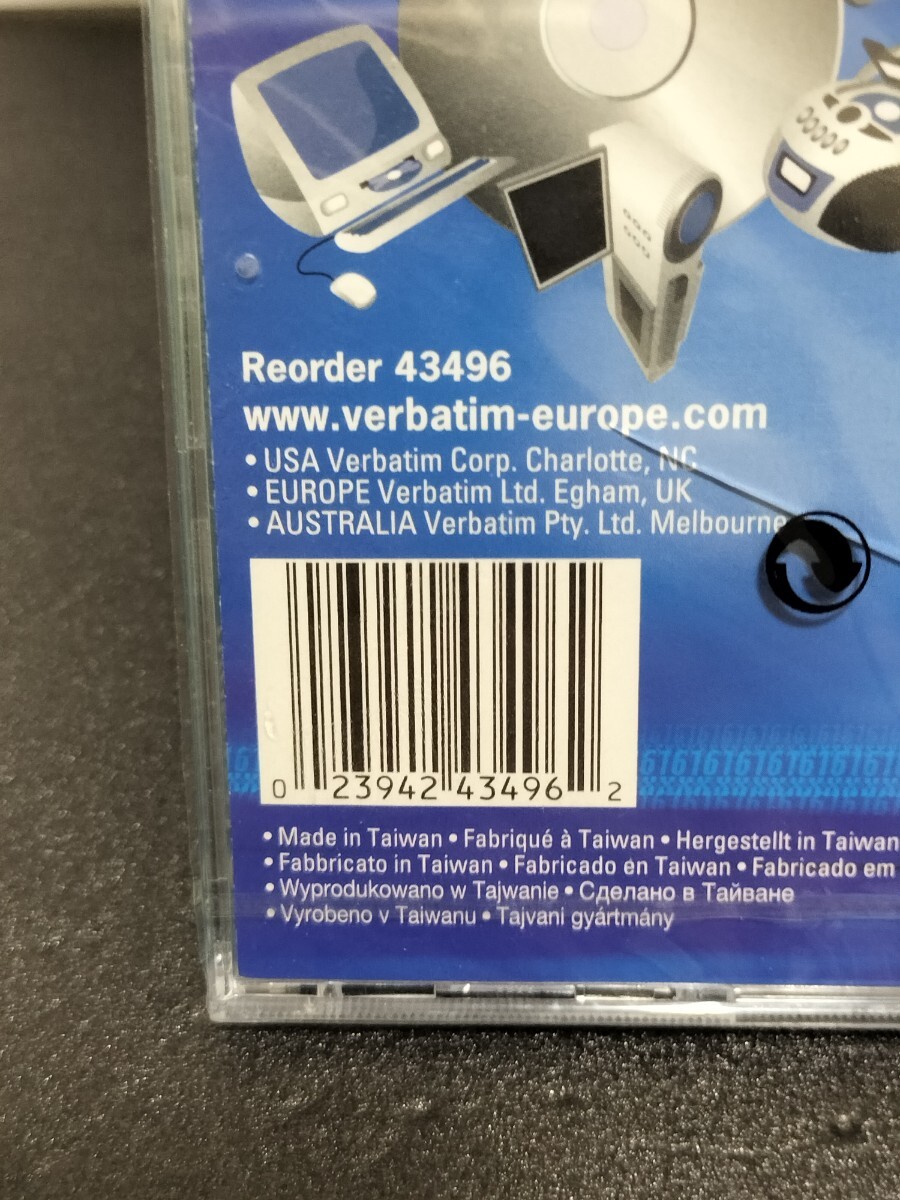 Reorder 43496
www.verbatim-europe.com
• USA Verbatim Corp. Charlotte, NC
• EUROPE Verbatim Ltd. Egham, UK
• AUSTRALIA Verbatim Pty. Ltd. Melbourne
0 23942 43496 2
• Made in Taiwan • Fabriqué à Taiwan • Hergestellt in Taiwan
• Fabbricato in Taiwan • Fabricado en Taiwan • Fabricado em
• Wyprodukowano w Tajwanie • Сделано в Тайване
• Vyrobeno v Taiwanu • Tajvani gyártmány